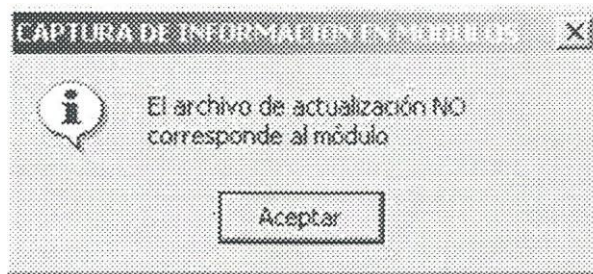 CAPTURA DE INFORMACION EN MODULOS
El archivo de actualización NO
corresponde al módulo
Aceptar